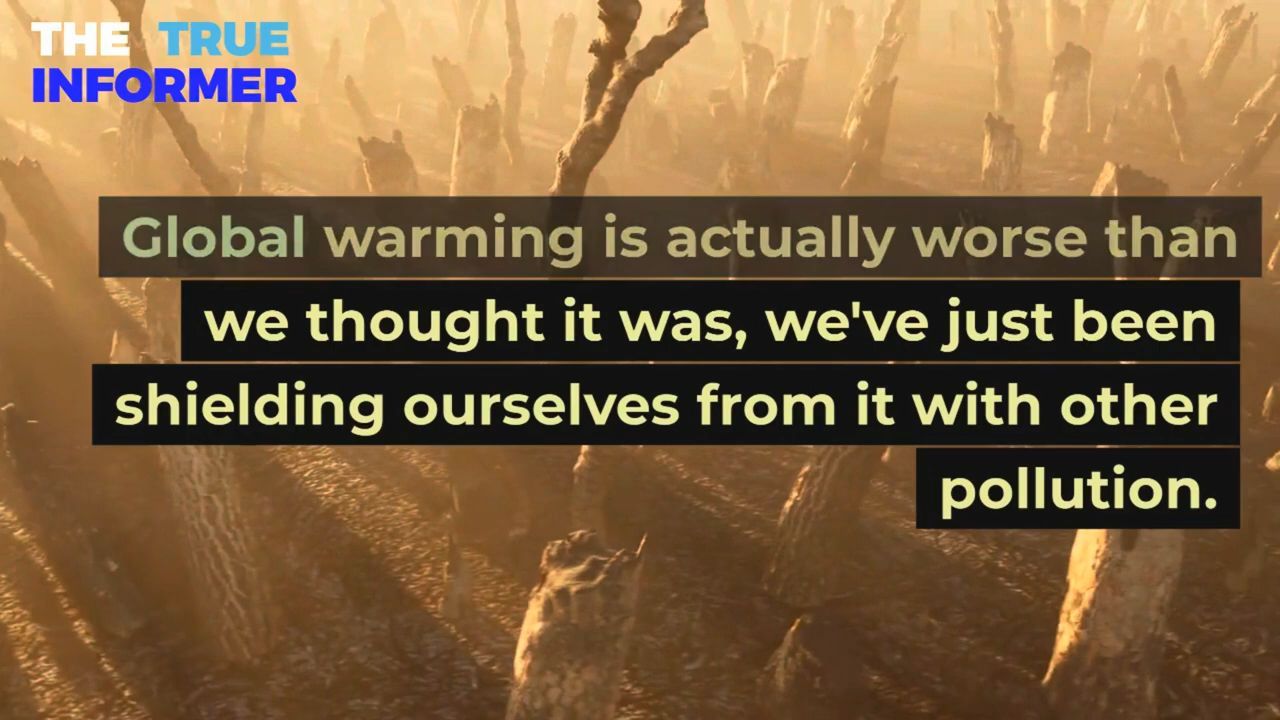 THE TRUE
INFORMER
Global warming is actually worse than
we thought it was, we've just been
shielding ourselves from it with other
pollution.